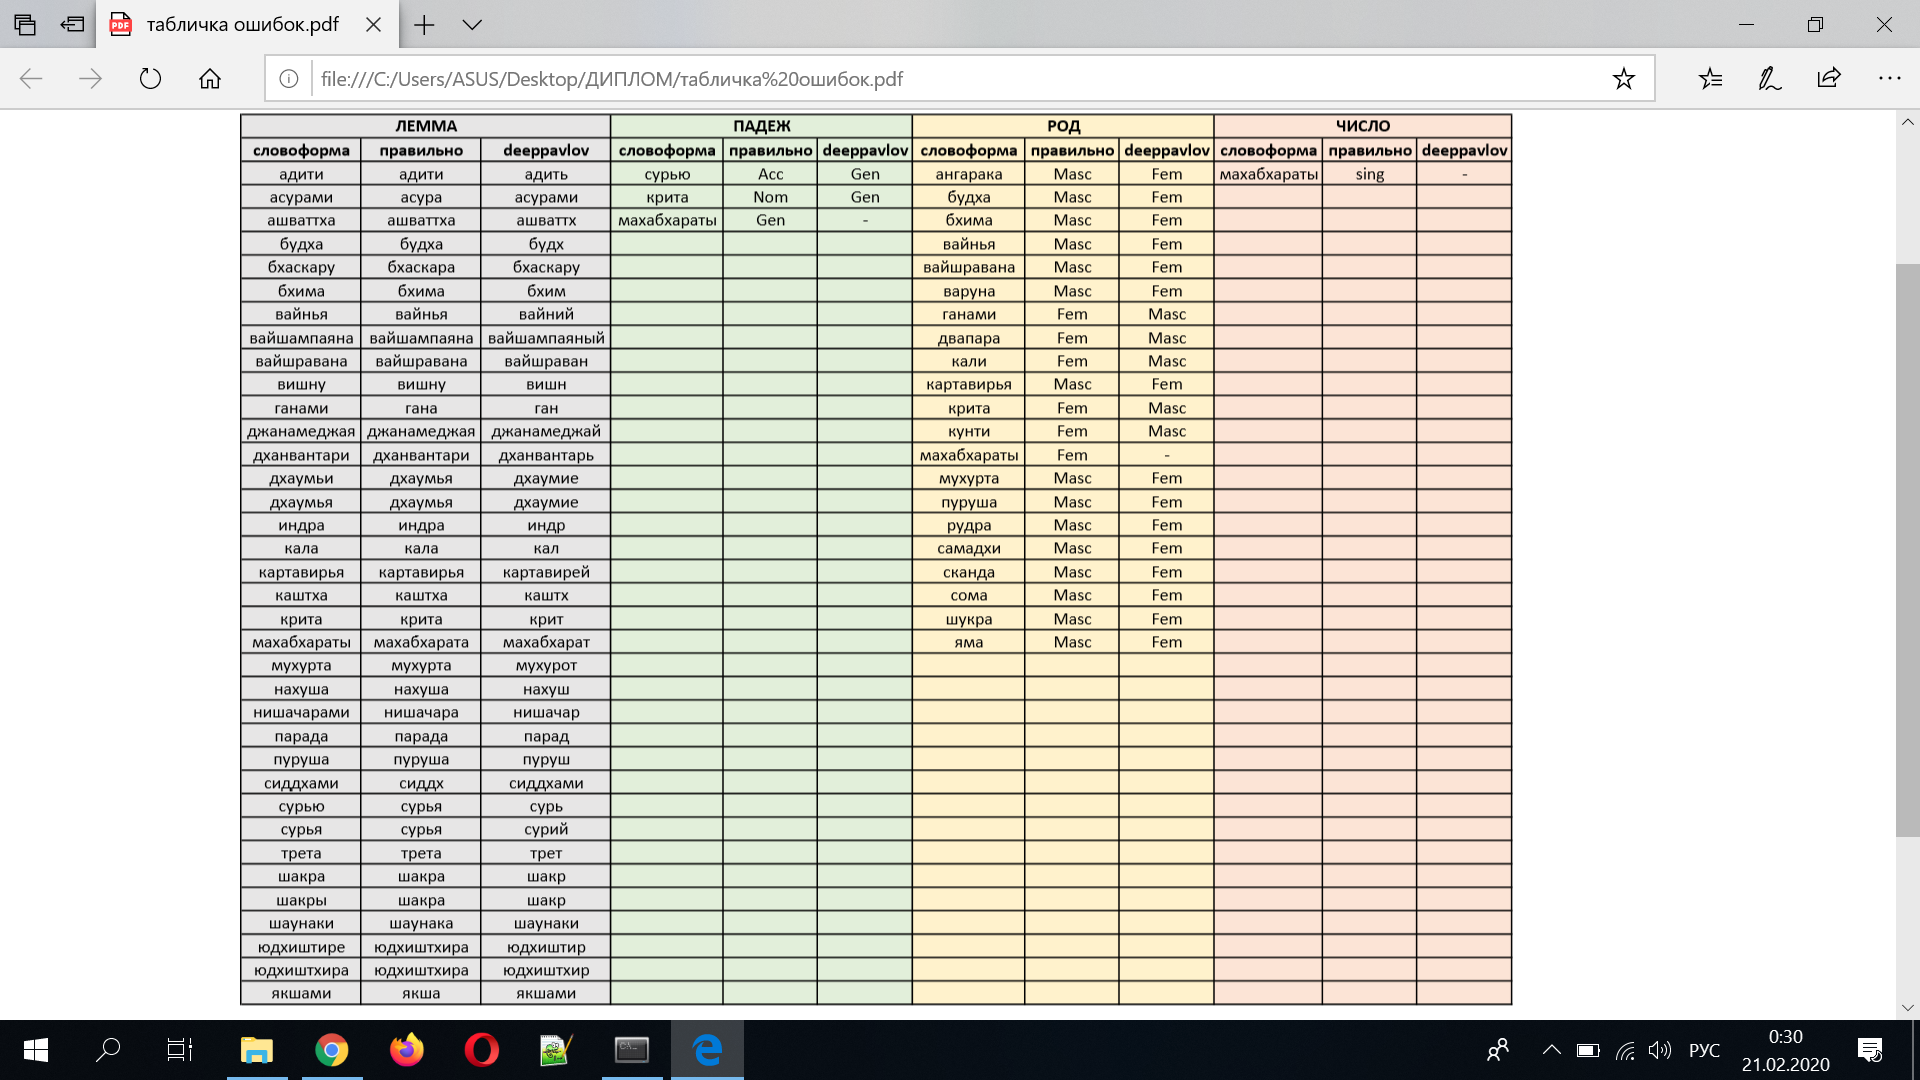 табличка ошибок.pdf
file:///C:/Users/ASUS/Desktop/ДИПЛОМ/табличка%20ошибок.pdf
ЛЕММА ПАДЕЖ РОД ЧИСЛО
словоформа правильно deeppavlov словоформа правильно deeppavlov словоформа правильно deeppavlov словоформа правильно deeppavlov
адити адити адить сурью Acc Gen ангарака Masc Fem махабхараты sing -
асурами асура асурами крита Nom Gen будха Masc Fem
ашваттха ашваттха ашваттх махабхараты Gen - бхима Masc Fem
будха будха будх вайнья Masc Fem
бхаскару бхаскара бхаскару вайшравана Masc Fem
бхима бхима бхим варуна Masc Fem
вайнья вайнья вайний ганами Fem Masc
вайшампаяна вайшампаяна вайшампаяный двапара Fem Masc
вайшравана вайшравана вайшраван кали Fem Masc
вишну вишну вишн картавирья Masc Fem
ганами гана ган крита Fem Masc
джанамеджая джанамеджая джанамеджай кунти Fem Masc
дханвантари дханвантари дханвантарь махабхараты Fem -
дхаумьи дхаумья дхаумие мухурта Masc Fem
дхаумья дхаумья дхаумие пуруша Masc Fem
индра индра индр рудра Masc Fem
кала кала кал самадхи Masc Fem
картавирья картавирья картавирей сканда Masc Fem
каштха каштха каштх сома Masc Fem
крита крита крит шукра Masc Fem
махабхараты махабхарата махабхарат яма Masc Fem
мухурта мухурта мухурот
нахуша нахуша нахуш
нишачарами нишачара нишачар
парада парада парад
пуруша пуруша пуруш
сиддхами сиддх сиддхами
сурью сурья сурь
сурья сурья сурий
трета трета трет
шакра шакра шакр
шакры шакра шакр
шаунаки шаунака шаунаки
юдхиштире юдхиштхира юдхиштир
юдхиштхира юдхиштхира юдхиштхир
якшами якша якшами
РУС
0:30
21.02.2020